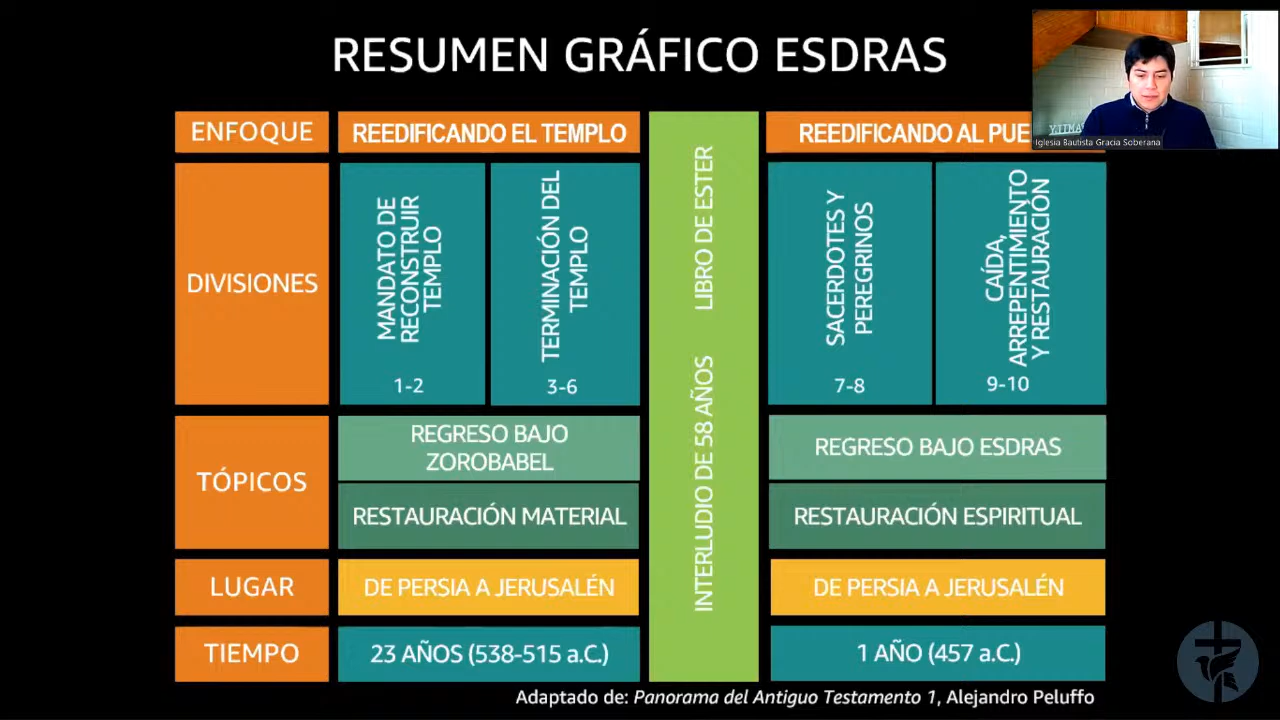 RESUMEN GRÁFICO ESDRAS
Iglesia Bautista Gracia Soberana
ENFOQUE
REEDIFICANDO EL TEMPLO
REEDIFICANDO AL
DIVISIONES
MANDATO DE
RECONSTRUIR
TEMPLO
1-2
TERMINACIÓN DEL
TEMPLO
3-6
INTERLUDIO DE 58 AÑOS LIBRO DE ESTER
SACERDOTES Y
PEREGRINOS
7-8
CAÍDA,
ARREPENTIMIENTO
Y RESTAURACIÓN
9-10
TÓPICOS
REGRESO BAJO
ZOROBABEL
REGRESO BAJO ESDRAS
RESTAURACIÓN MATERIAL
RESTAURACIÓN ESPIRITUAL
LUGAR
DE PERSIA A JERUSALÉN
DE PERSIA A JERUSALÉN
TIEMPO
23 AÑOS (538-515 a.C.)
1 AÑO (457 a.C.)
Adaptado de: Panorama del Antiguo Testamento 1, Alejandro Peluffo